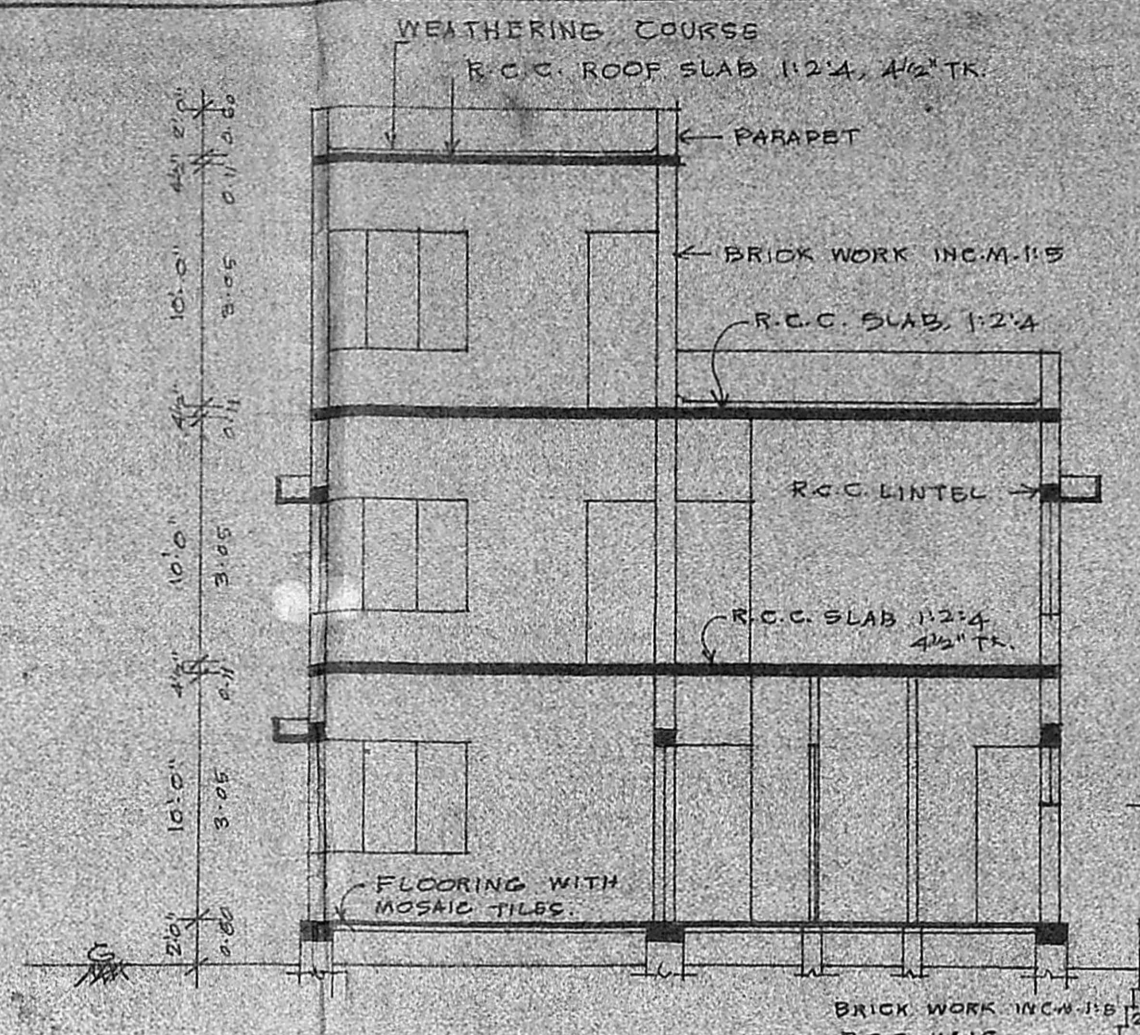 WEATHERING COURSE
R.C.C. ROOF SLAB 1:2:4, 4½" TK.
PARAPET
BRICK WORK INC.M.1:5
R.C.C. SLAB, 1:2:4
R.C.C. LINTEL
R.C.C. SLAB 1:2:4
4½" TK.
FLOORING WITH
MOSAIC TILES.
2'0" 0.60
4½" 0.11
10'.0" 3.05
4½" 0.11
10'.0" 3.05
4½" 0.11
10'.0" 3.05
2'0" 0.60
G
BRICK WORK INC.M.1:5